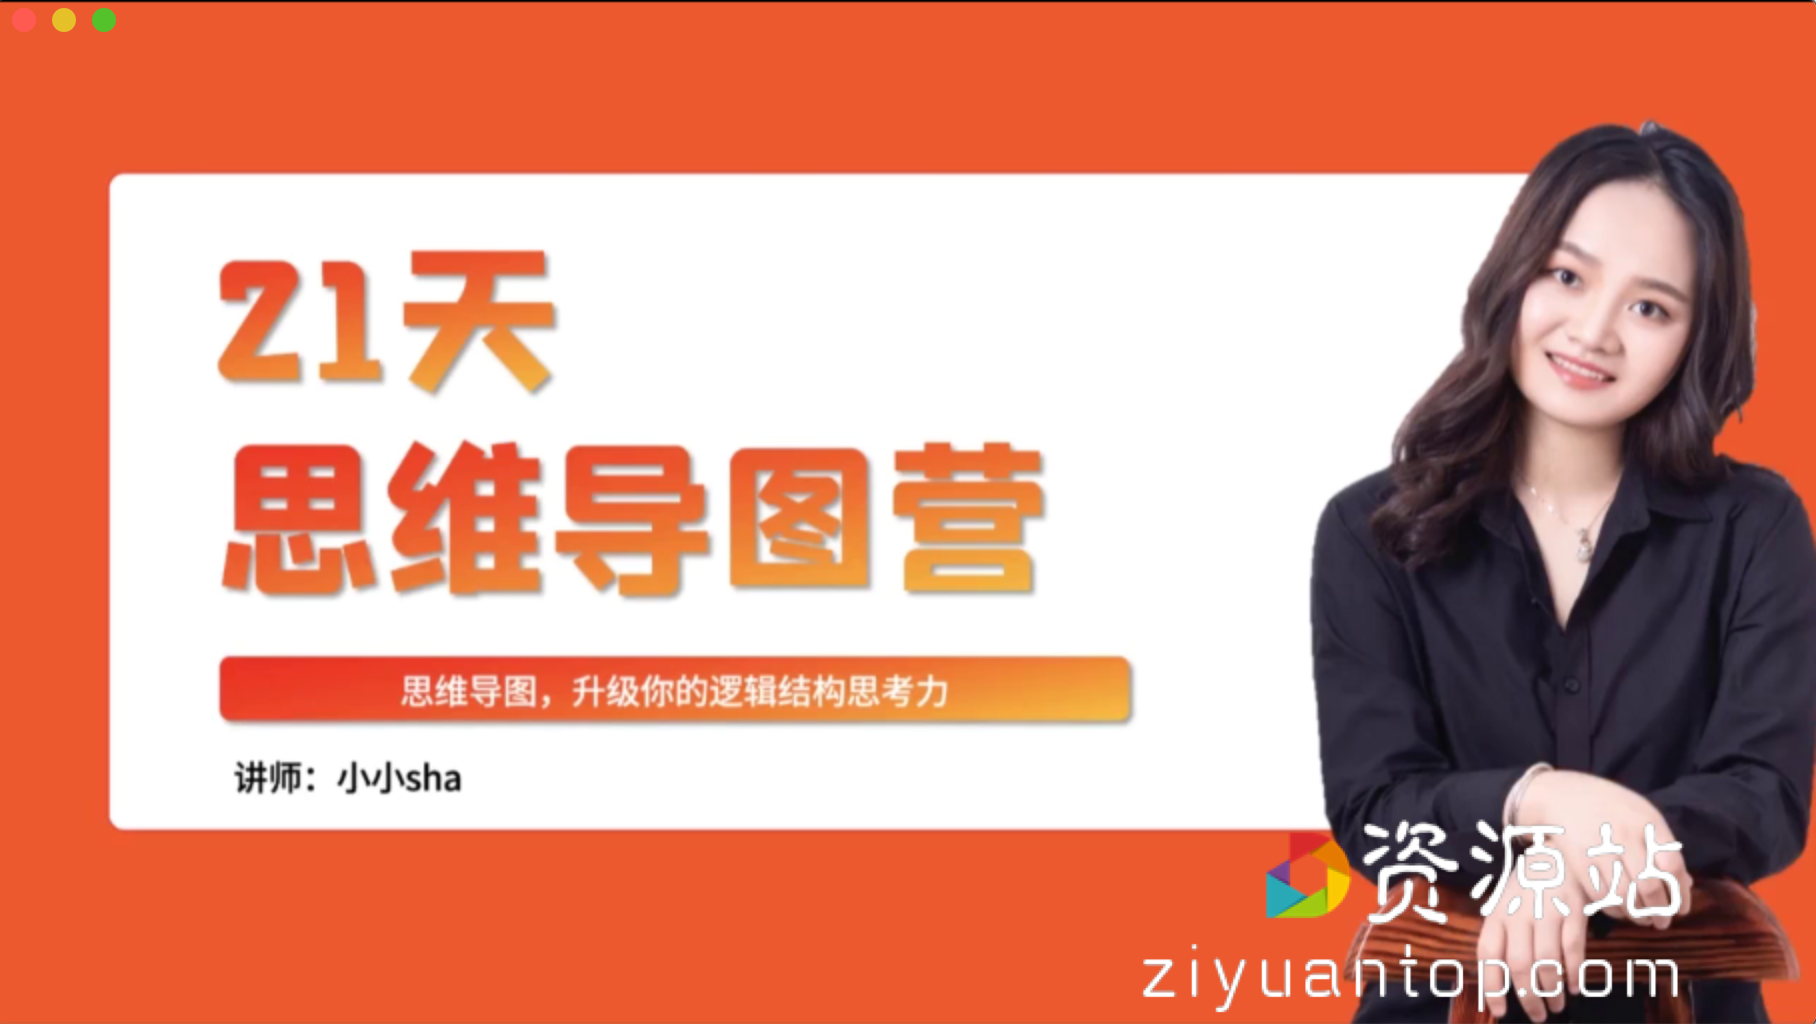 21天
思维导图营
思维导图，升级你的逻辑结构思考力
讲师：小小sha
资源站
ziyuantop.com